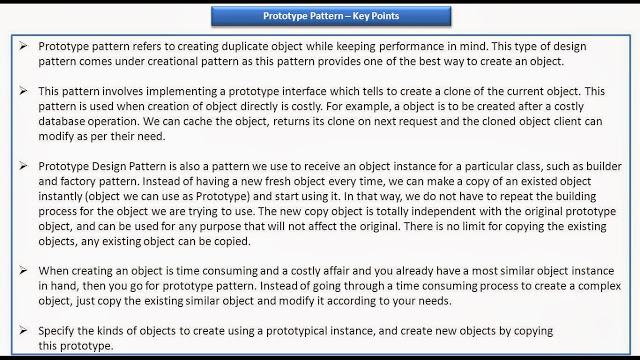 Prototype Pattern – Key Points
Prototype pattern refers to creating duplicate object while keeping performance in mind. This type of design
pattern comes under creational pattern as this pattern provides one of the best way to create an object.
This pattern involves implementing a prototype interface which tells to create a clone of the current object. This
pattern is used when creation of object directly is costly. For example, a object is to be created after a costly
database operation. We can cache the object, returns its clone on next request and the cloned object client can
modify as per their need.
Prototype Design Pattern is also a pattern we use to receive an object instance for a particular class, such as builder
and factory pattern. Instead of having a new fresh object every time, we can make a copy of an existed object
instantly (object we can use as Prototype) and start using it. In that way, we do not have to repeat the building
process for the object we are trying to use. The new copy object is totally independent with the original prototype
object, and can be used for any purpose that will not affect the original. There is no limit for copying the existing
objects, any existing object can be copied.
When creating an object is time consuming and a costly affair and you already have a most similar object instance
in hand, then you go for prototype pattern. Instead of going through a time consuming process to create a complex
object, just copy the existing similar object and modify it according to your needs.
Specify the kinds of objects to create using a prototypical instance, and create new objects by copying
this prototype.